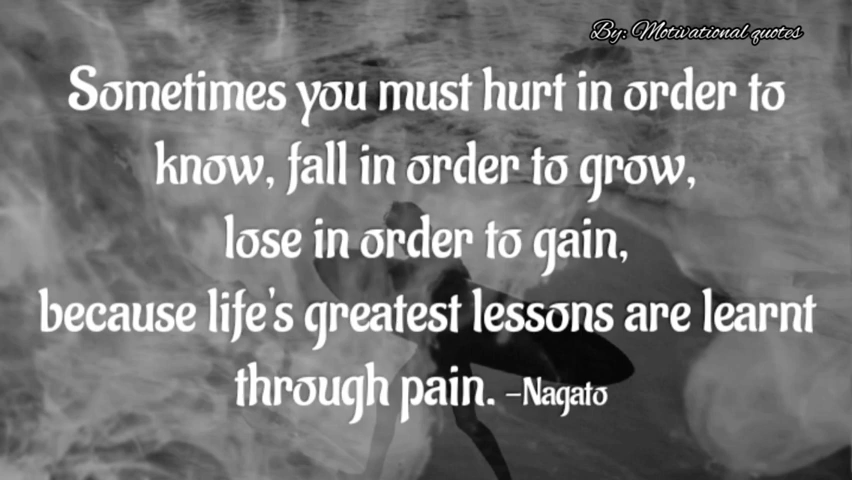 By: Motivational quotes
Sometimes you must hurt in order to
know, fall in order to grow,
lose in order to gain,
because life's greatest lessons are learnt
through pain. -Nagato